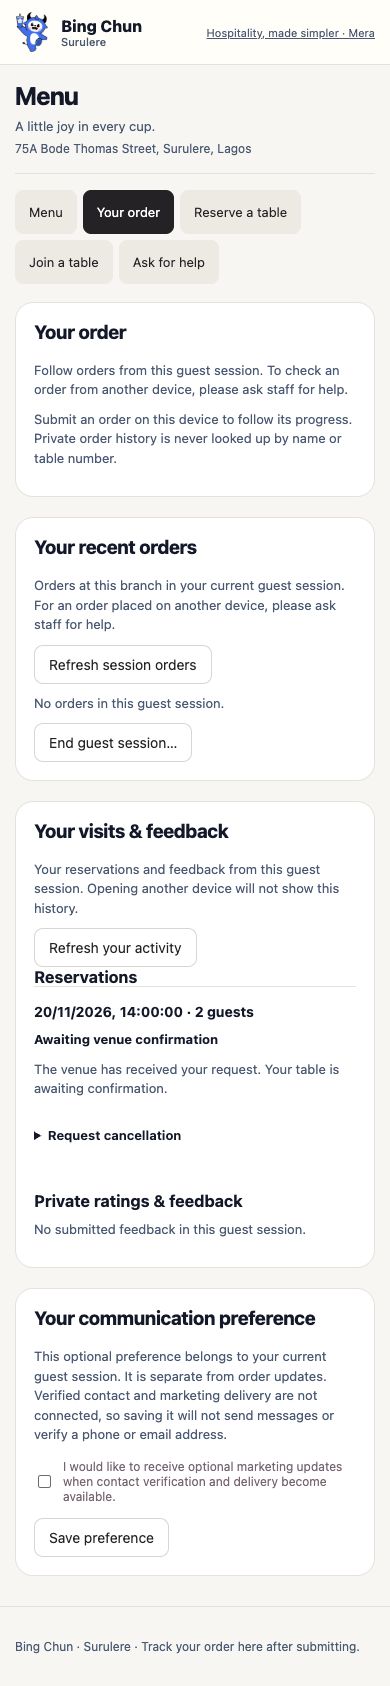 Bing Chun
Surulere
Hospitality, made simpler · Mera
Menu
A little joy in every cup.
75A Bode Thomas Street, Surulere, Lagos
Menu
Your order
Reserve a table
Join a table
Ask for help
Your order
Follow orders from this guest session. To check an
order from another device, please ask staff for help.
Submit an order on this device to follow its progress.
Private order history is never looked up by name or
table number.
Your recent orders
Orders at this branch in your current guest session.
For an order placed on another device, please ask
staff for help.
Refresh session orders
No orders in this guest session.
End guest session…
Your visits & feedback
Your reservations and feedback from this guest
session. Opening another device will not show this
history.
Refresh your activity
Reservations
20/11/2026, 14:00:00 · 2 guests
Awaiting venue confirmation
The venue has received your request. Your table is
awaiting confirmation.
Request cancellation
Private ratings & feedback
No submitted feedback in this guest session.
Your communication preference
This optional preference belongs to your current
guest session. It is separate from order updates.
Verified contact and marketing delivery are not
connected, so saving it will not send messages or
verify a phone or email address.
I would like to receive optional marketing updates
when contact verification and delivery become
available.
Save preference
Bing Chun · Surulere · Track your order here after submitting.